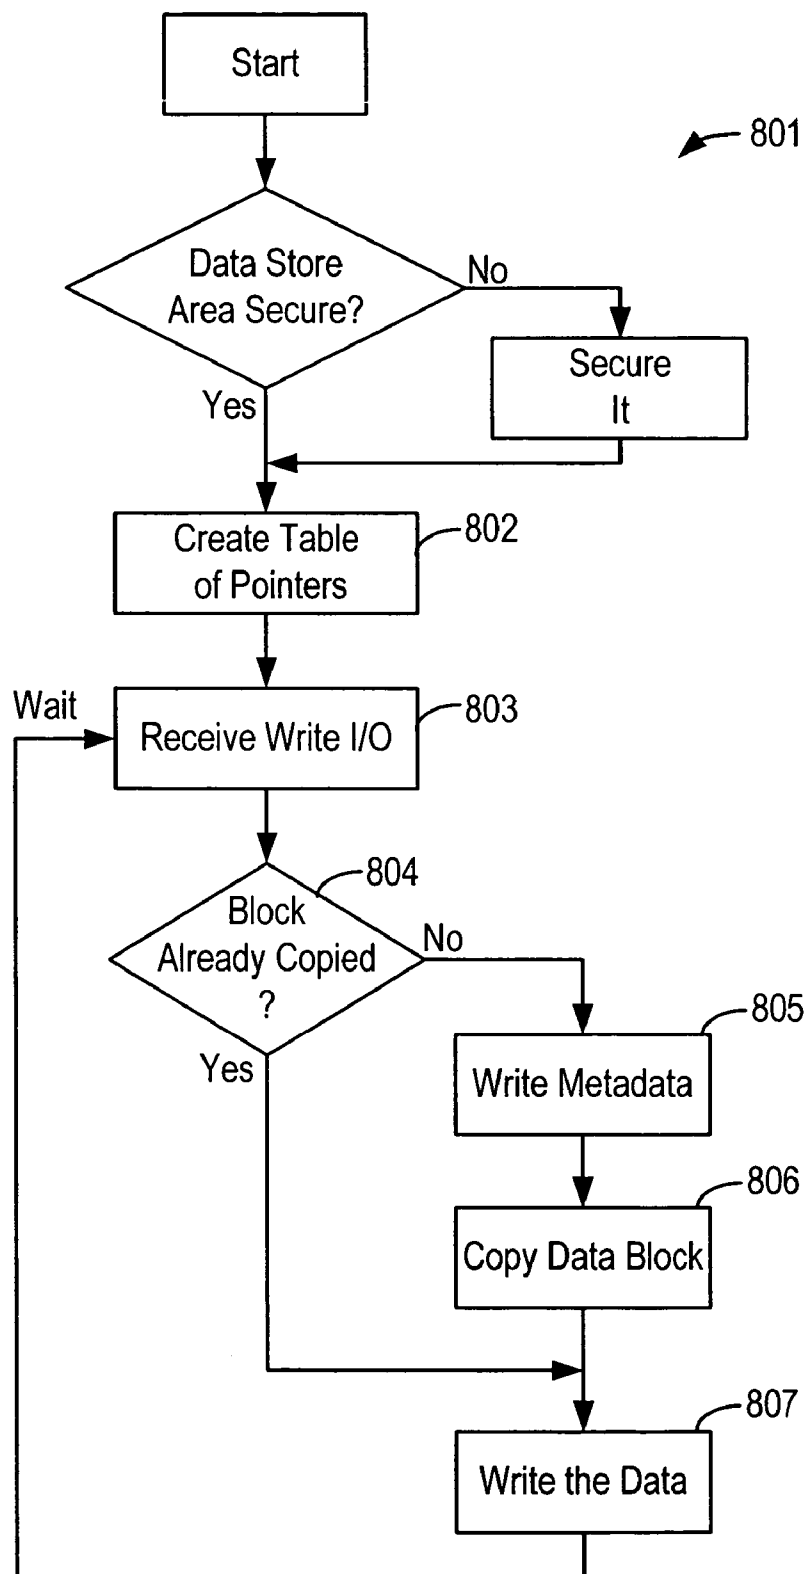 Start
801
Data Store
Area Secure?
No
Secure
It
Yes
Create Table
of Pointers
802
Wait
Receive Write I/O
803
804
Block
Already Copied
?
No
Yes
805
Write Metadata
806
Copy Data Block
807
Write the Data